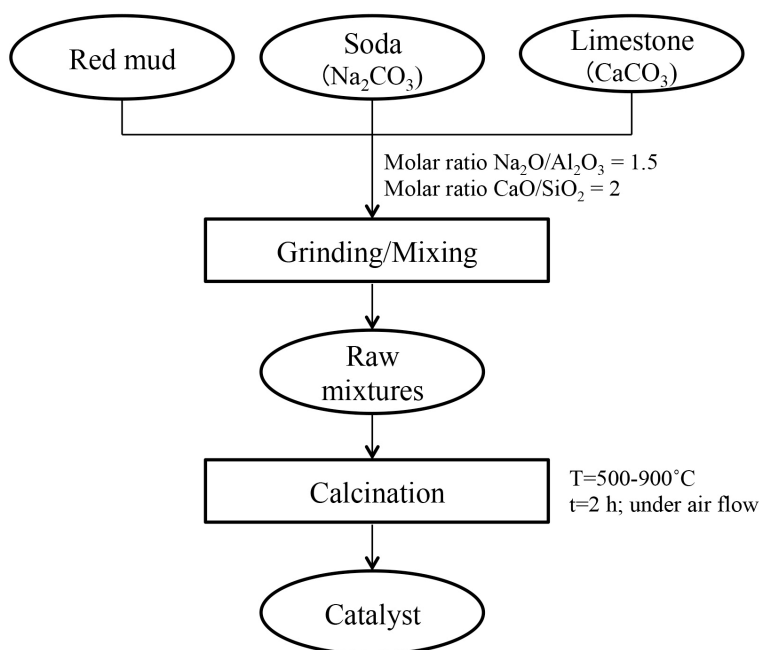 Red mud
Soda
(Na₂CO₃)
Limestone
(CaCO₃)
Molar ratio Na₂O/Al₂O₃ = 1.5
Molar ratio CaO/SiO₂ = 2
Grinding/Mixing
Raw
mixtures
Calcination
T=500-900˚C
t=2 h; under air flow
Catalyst